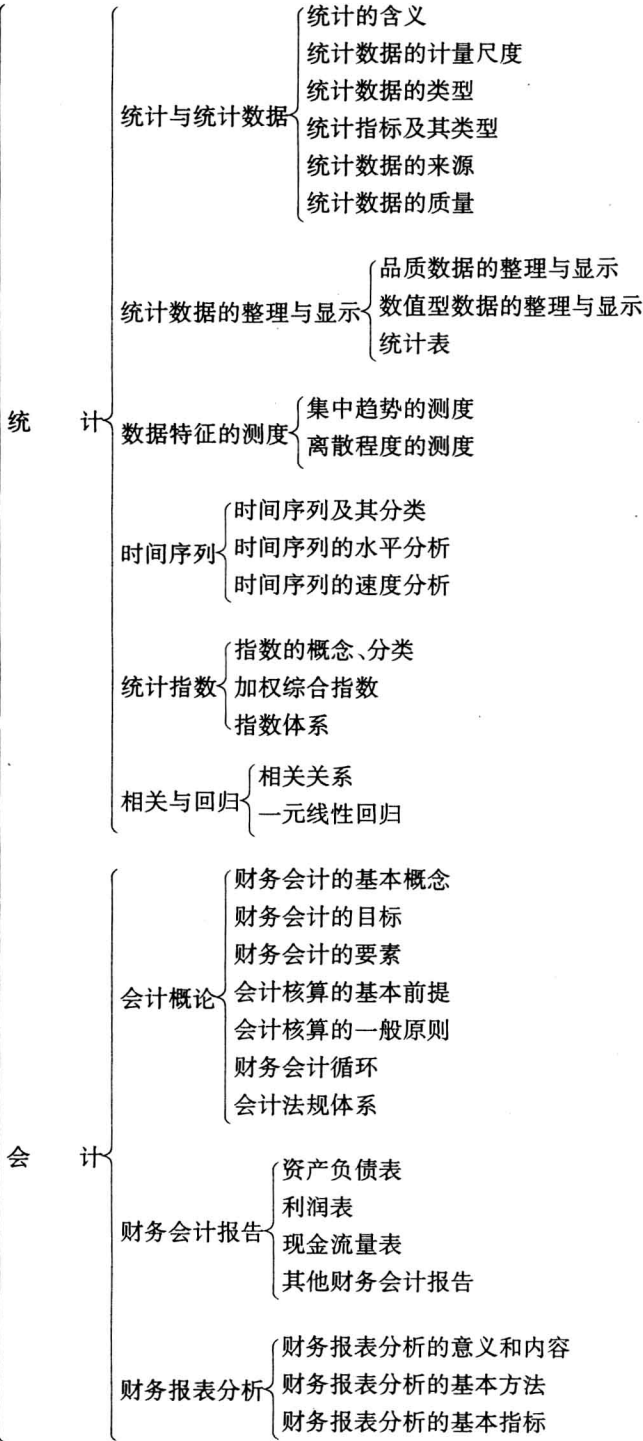 统计
统计与统计数据
统计的含义
统计数据的计量尺度
统计数据的类型
统计指标及其类型
统计数据的来源
统计数据的质量
统计数据的整理与显示
品质数据的整理与显示
数值型数据的整理与显示
统计表
数据特征的测度
集中趋势的测度
离散程度的测度
时间序列
时间序列及其分类
时间序列的水平分析
时间序列的速度分析
统计指数
指数的概念、分类
加权综合指数
指数体系
相关与回归
相关关系
一元线性回归
会计
会计概论
财务会计的基本概念
财务会计的目标
财务会计的要素
会计核算的基本前提
会计核算的一般原则
财务会计循环
会计法规体系
财务会计报告
资产负债表
利润表
现金流量表
其他财务会计报告
财务报表分析
财务报表分析的意义和内容
财务报表分析的基本方法
财务报表分析的基本指标